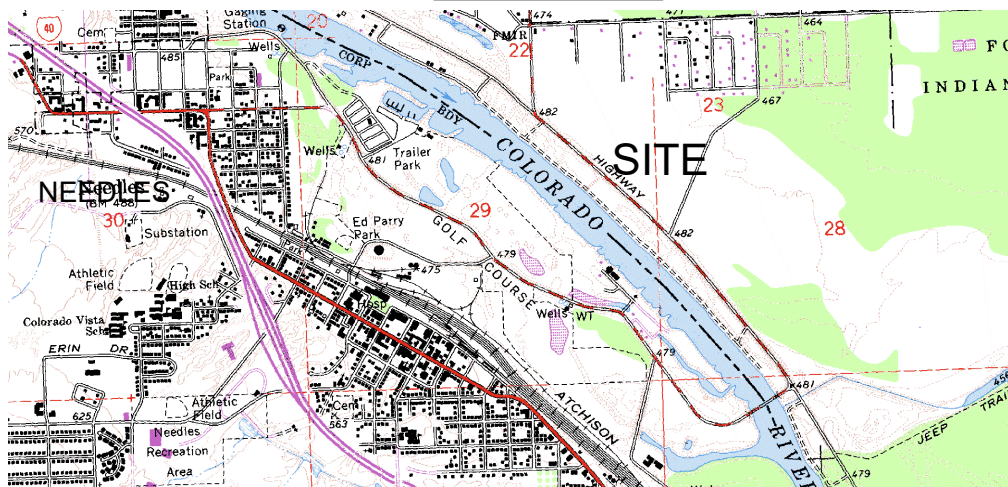 Gaging
Station
20
40
Cem
485
Wells
Park
CORP
BDY
474
471
464
FMIR
22
23
467
482
INDIAN
570
Wells
481
Trailer
Park
COLORADO
HIGHWAY
SITE
Needles
NEEDLES
(BM 488)
30
Substation
29
GOLF
COURSE
Ed Parry
Park
482
28
Park
475
479
Athletic
Field
High Sch
Hosp
Colorado Vista
Sch
Wells
WT
ERIN DR
479
481
625
Athletic
Field
Cem
563
ATCHISON
Needles
Recreation
Area
RIVER
JEEP
TRAI
479